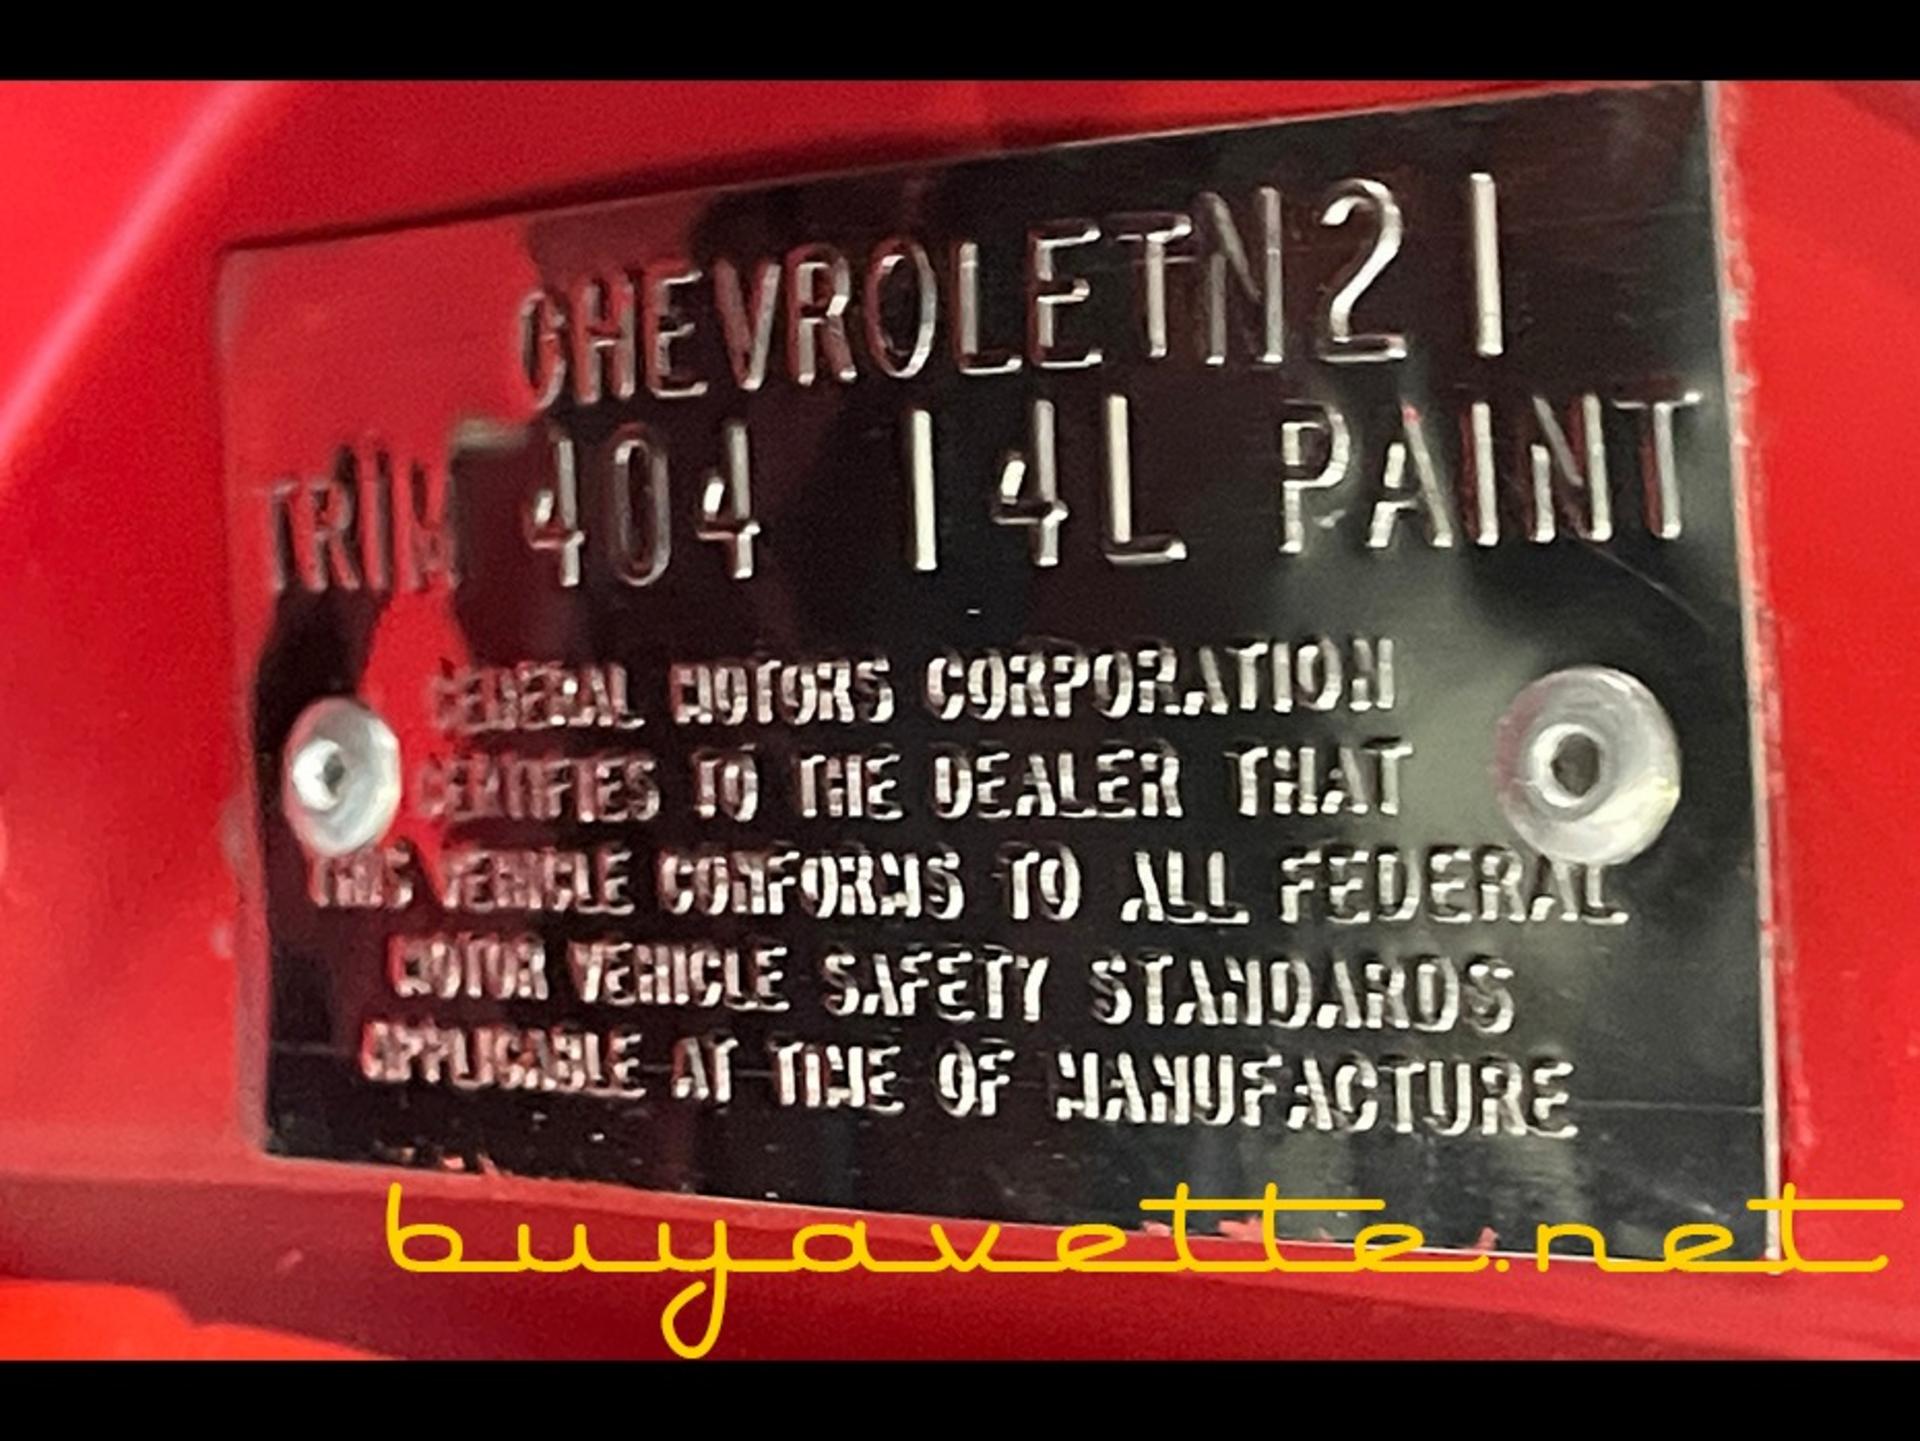 CHEVROLET N21
TRIM 404 14L PAINT
GENERAL MOTORS CORPORATION
CERTIFIES TO THE DEALER THAT
THIS VEHICLE CONFORMS TO ALL FEDERAL
MOTOR VEHICLE SAFETY STANDARDS
APPLICABLE AT TIME OF MANUFACTURE
buyavette.net